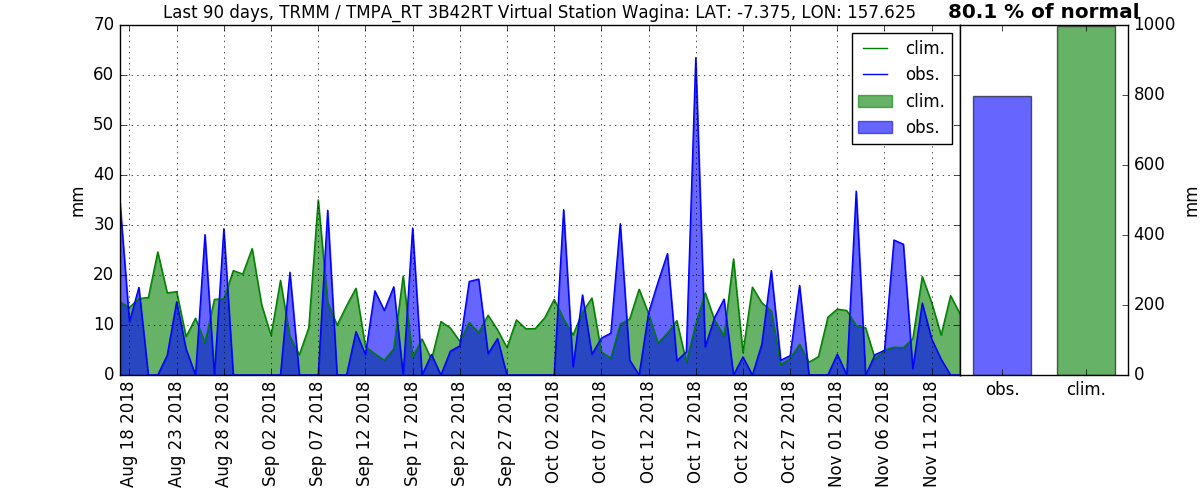 Last 90 days, TRMM / TMPA_RT 3B42RT Virtual Station Wagina: LAT: -7.375, LON: 157.625
80.1 % of normal
70
60
50
40
30
20
10
0
mm
clim.
obs.
clim.
obs.
Aug 18 2018
Aug 23 2018
Aug 28 2018
Sep 02 2018
Sep 07 2018
Sep 12 2018
Sep 17 2018
Sep 22 2018
Sep 27 2018
Oct 02 2018
Oct 07 2018
Oct 12 2018
Oct 17 2018
Oct 22 2018
Oct 27 2018
Nov 01 2018
Nov 06 2018
Nov 11 2018
1000
800
600
400
200
0
mm
obs.
clim.